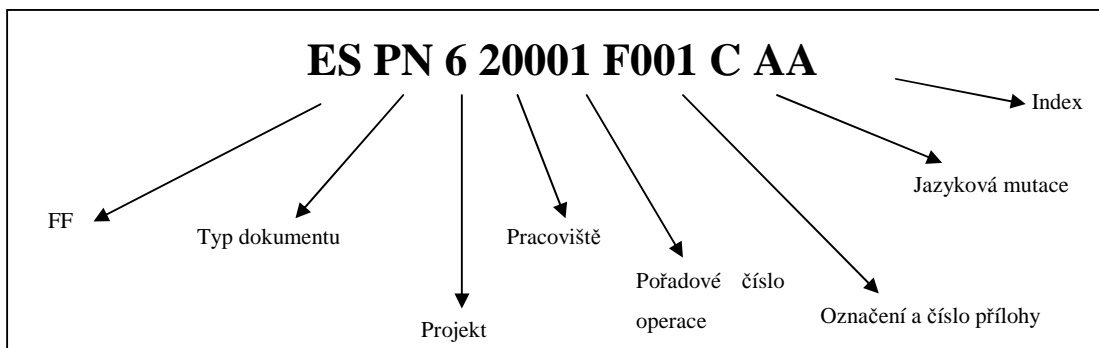 ES PN 6 20001 F001 C AA
Index
Jazyková mutace
FF
Typ dokumentu
Pracoviště
Pořadové číslo
operace
Označení a číslo přílohy
Projekt